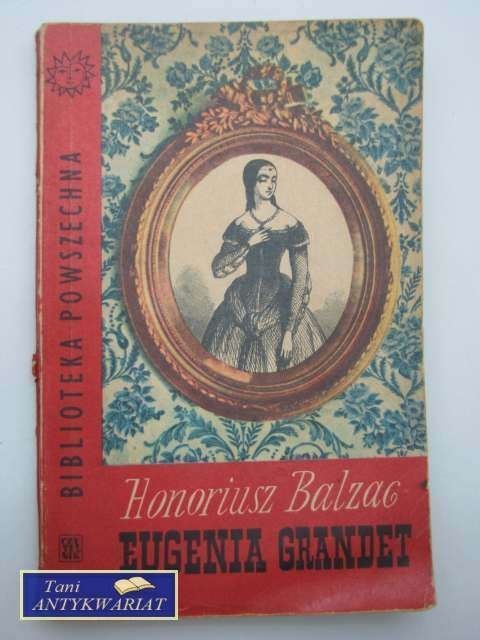 BIBLIOTEKA POWSZECHNA
Honoriusz Balzac
EUGENIA GRANDET
Tani
ANTYKWARIAT